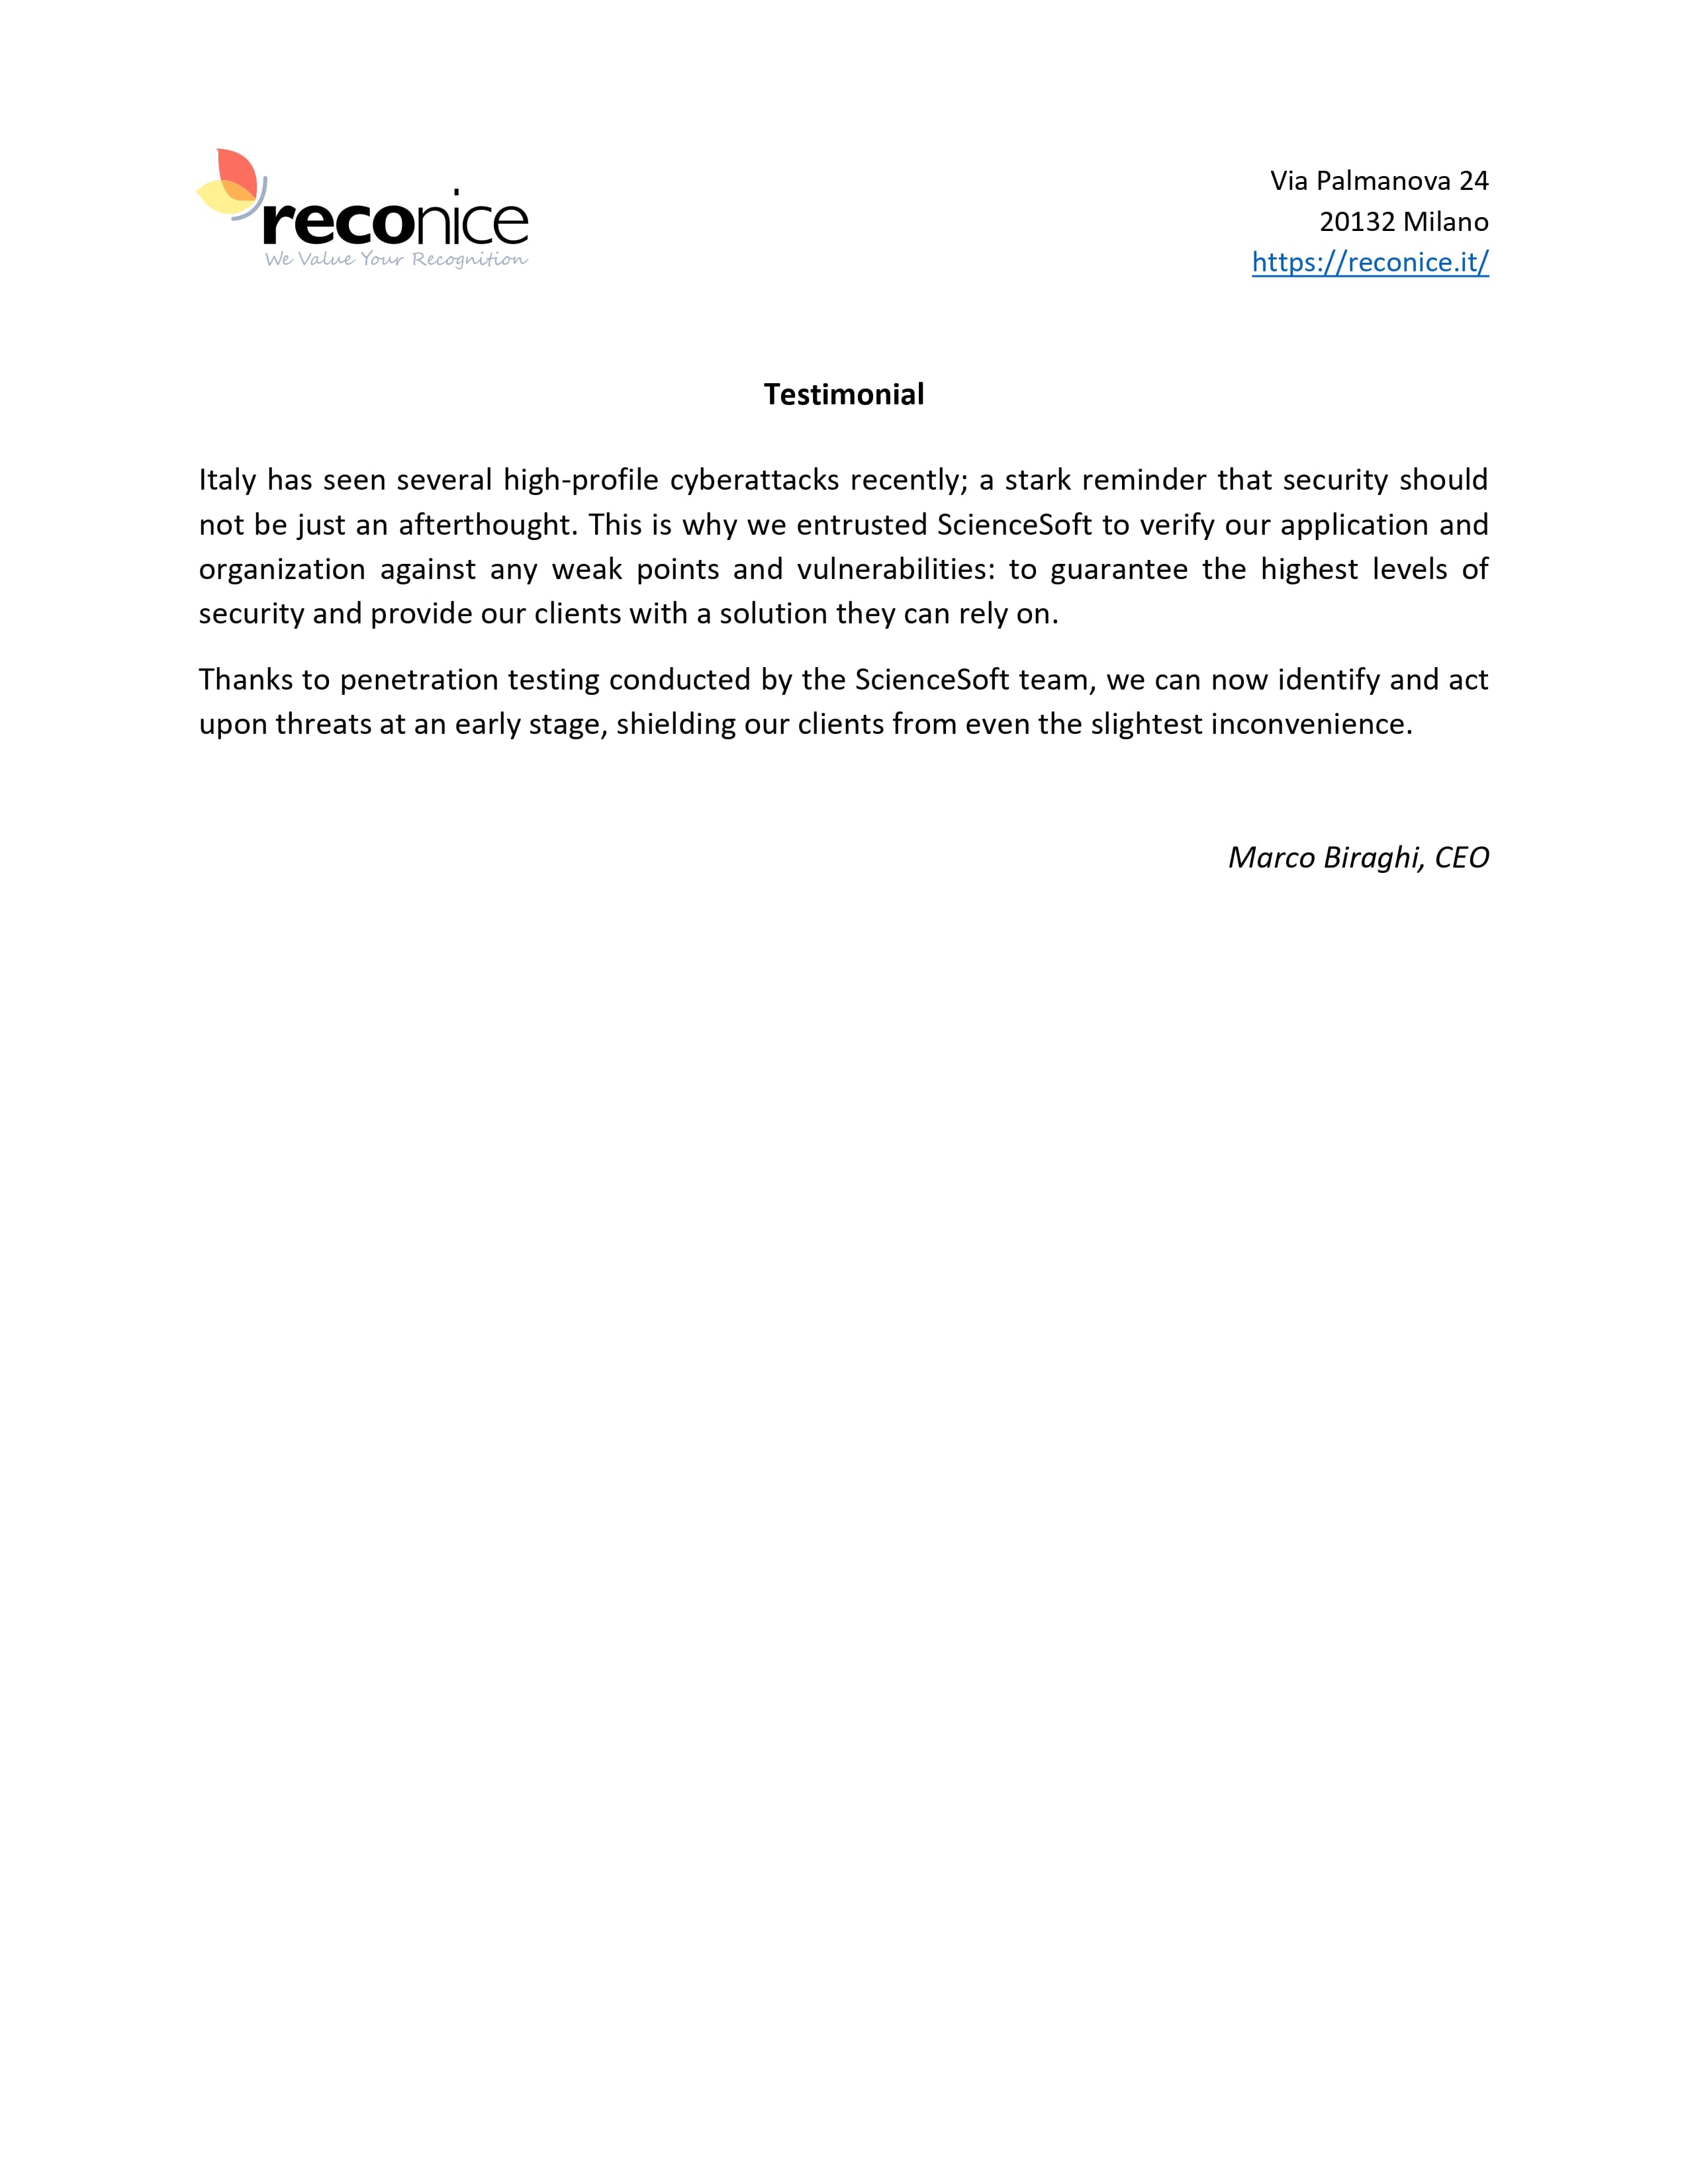 reconice
We Value Your Recognition
Via Palmanova 24
20132 Milano
https://reconice.it/
Testimonial
Italy has seen several high-profile cyberattacks recently; a stark reminder that security should
not be just an afterthought. This is why we entrusted ScienceSoft to verify our application and
organization against any weak points and vulnerabilities: to guarantee the highest levels of
security and provide our clients with a solution they can rely on.
Thanks to penetration testing conducted by the ScienceSoft team, we can now identify and act
upon threats at an early stage, shielding our clients from even the slightest inconvenience.
Marco Biraghi, CEO